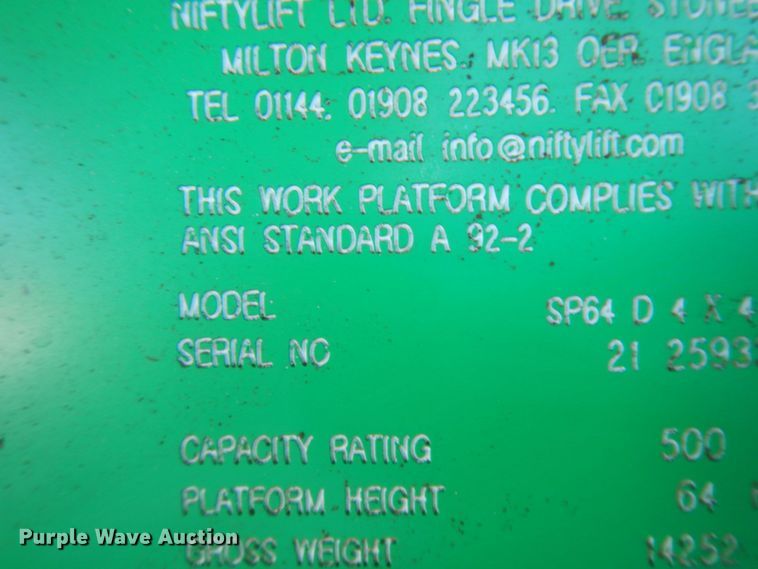 NIFTYLIFT LTD. FINGLE DRIVE
MILTON KEYNES. MK13 0ER.
TEL 01144: 01908 223456. FAX 01908
e-mail info@niftylift.com
THIS WORK PLATFORM COMPLIES WITH
ANSI STANDARD A 92-2
MODEL SP64 D 4 X 4
SERIAL NO 21
CAPACITY RATING 500
PLATFORM HEIGHT 64
GROSS WEIGHT 14252
Purple Wave Auction